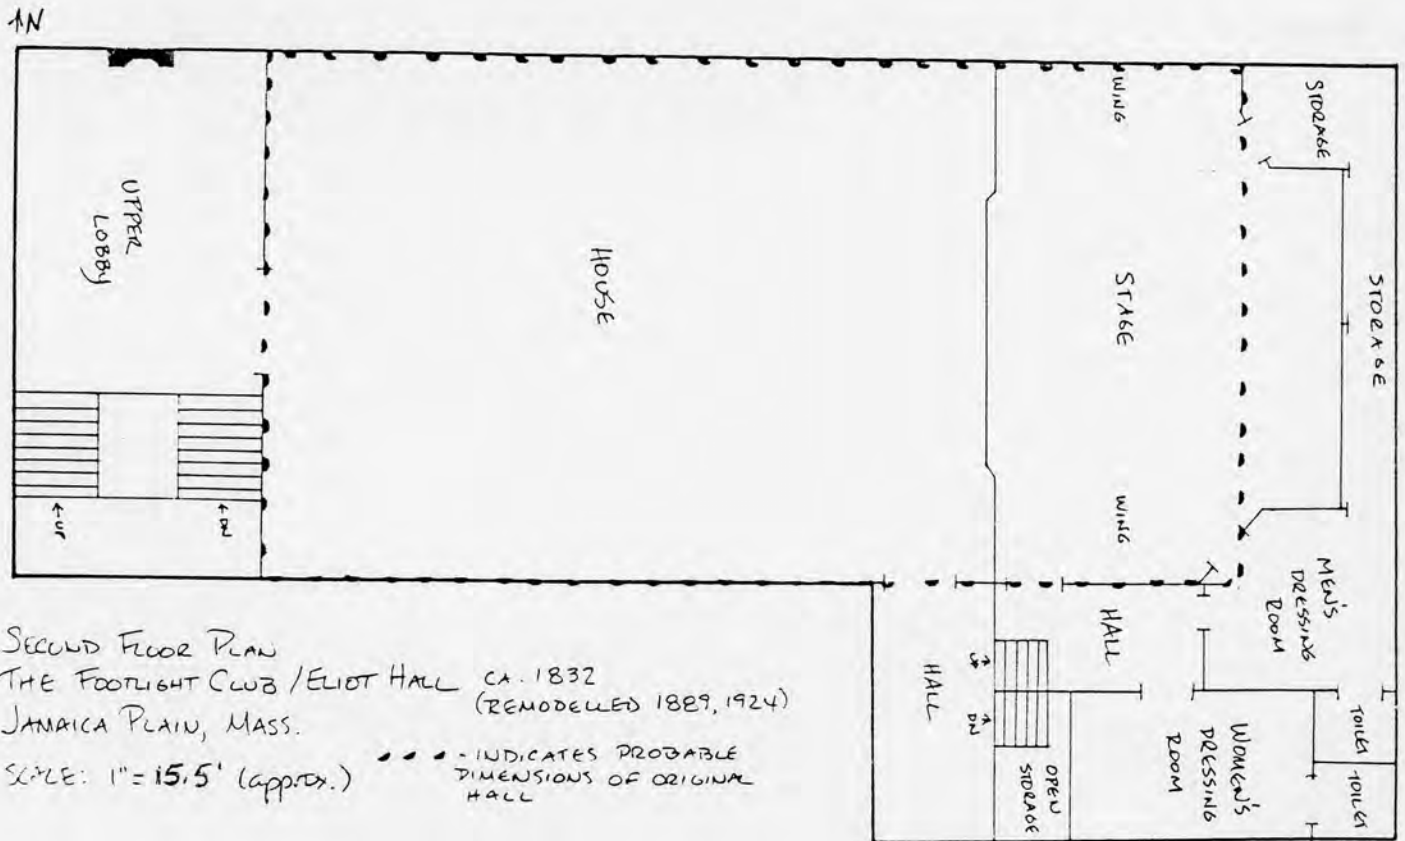 ↑N
UPPER
LOBBY
←UP
←DN
HOUSE
WING
STAGE
WING
STORAGE
STORAGE
MEN'S
DRESSING
ROOM
HALL
HALL
UP→
DN→
OPEN
STORAGE
WOMEN'S
DRESSING
ROOM
TOILET
TOILET
SECOND FLOOR PLAN
THE FOOTLIGHT CLUB / ELIOT HALL CA. 1832
(REMODELLED 1889, 1924)
JAMAICA PLAIN, MASS.
SCALE: 1" = 15.5' (approx.)
- INDICATES PROBABLE
DIMENSIONS OF ORIGINAL
HALL